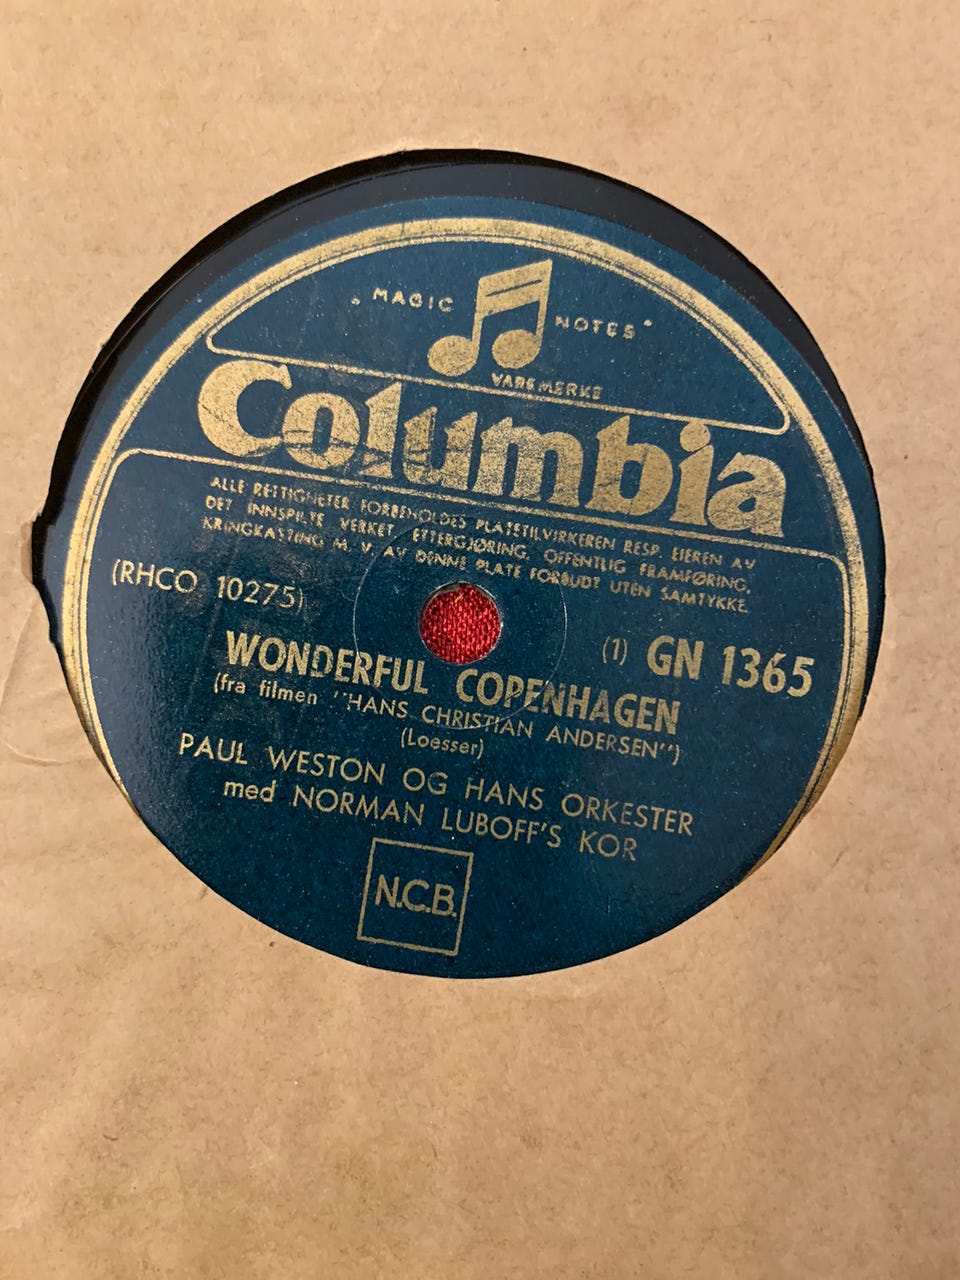 "MAGIC NOTES"
VAREMERKE
Columbia
ALLE RETTIGHETER FORBEHOLDES PLATETILVIRKEREN RESP. EIEREN AV
DET INNSPILTE VERKET. ETTERGJØRING, OFFENTLIG FRAMFØRING,
KRINGKASTING M. V. AV DENNE PLATE FORBUDT UTEN SAMTYKKE.
(RHCO 10275)
(1) GN 1365
WONDERFUL COPENHAGEN
(fra filmen "HANS CHRISTIAN ANDERSEN")
(Loesser)
PAUL WESTON OG HANS ORKESTER
med NORMAN LUBOFF'S KOR
N.C.B.